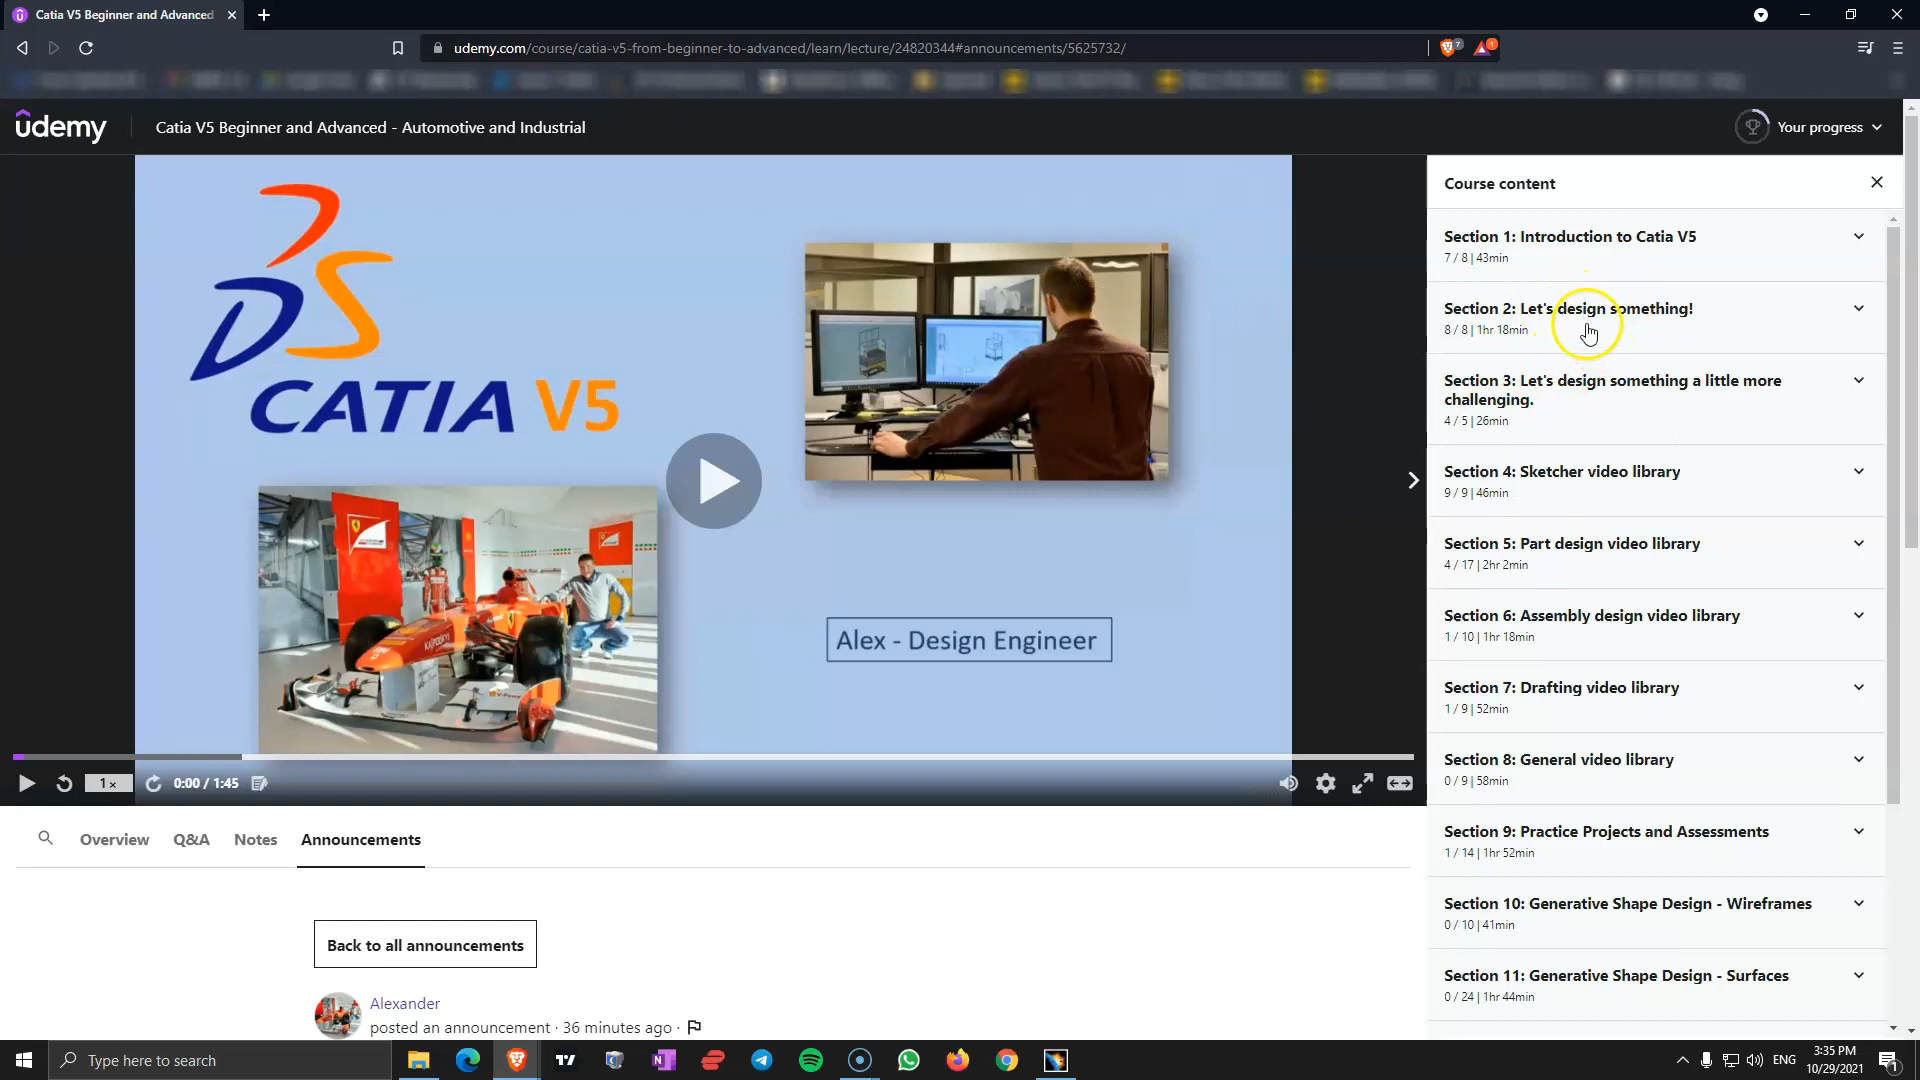 Catia V5 Beginner and Advanced
udemy.com/course/catia-v5-from-beginner-to-advanced/learn/lecture/24820344#announcements/5625732/
7
1
udemy
Catia V5 Beginner and Advanced - Automotive and Industrial
Your progress
CATIA V5
Alex - Design Engineer
1×
0:00 / 1:45
Course content
Section 1: Introduction to Catia V5
7 / 8 | 43min
Section 2: Let's design something!
8 / 8 | 1hr 18min
Section 3: Let's design something a little more
challenging.
4 / 5 | 26min
Section 4: Sketcher video library
9 / 9 | 46min
Section 5: Part design video library
4 / 17 | 2hr 2min
Section 6: Assembly design video library
1 / 10 | 1hr 18min
Section 7: Drafting video library
1 / 9 | 52min
Section 8: General video library
0 / 9 | 58min
Section 9: Practice Projects and Assessments
1 / 14 | 1hr 52min
Section 10: Generative Shape Design - Wireframes
0 / 10 | 41min
Section 11: Generative Shape Design - Surfaces
0 / 24 | 1hr 44min
Overview
Q&A
Notes
Announcements
Back to all announcements
Alexander
posted an announcement · 36 minutes ago ·
Type here to search
ENG
3:35 PM
10/29/2021
1